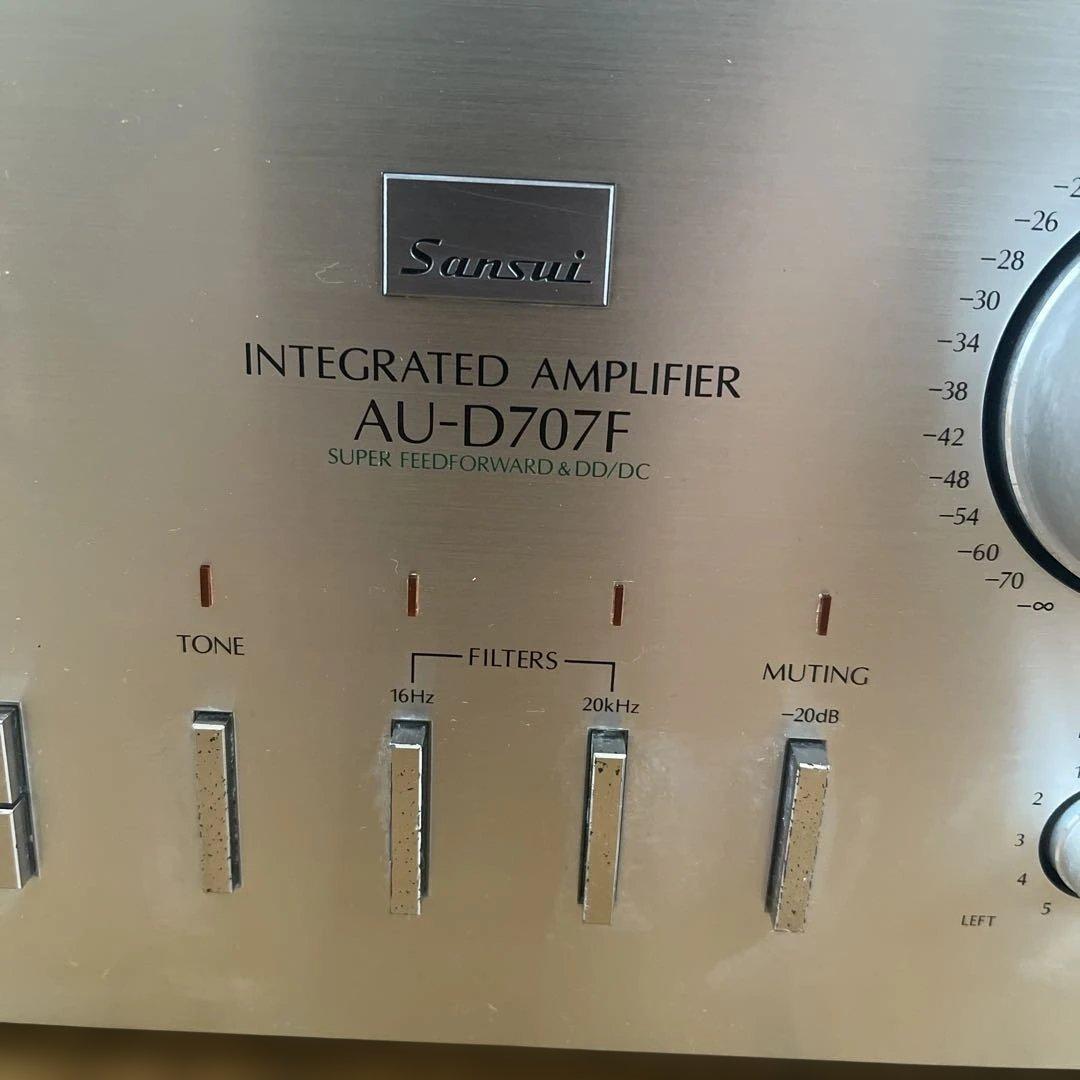 Sansui
INTEGRATED AMPLIFIER
AU-D707F
SUPER FEEDFORWARD & DD/DC
-26
-28
-30
-34
-38
-42
-48
-54
-60
-70
-∞
TONE
FILTERS
16Hz
20kHz
MUTING
-20dB
2
3
4
5
LEFT